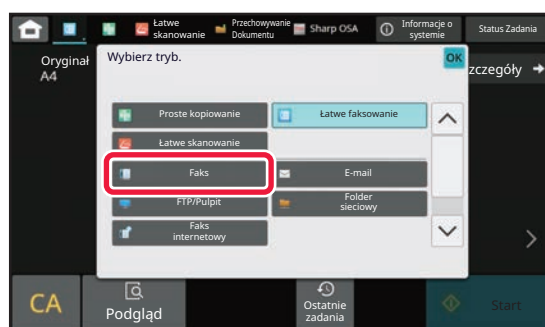 Łatwe skanowanie
Przechowywanie Dokumentu
Sharp OSA
Informacje o systemie
Status Zadania
Oryginał
A4
Wybierz tryb.
OK
zczegóły
Proste kopiowanie
Łatwe faksowanie
Łatwe skanowanie
Faks
E-mail
FTP/Pulpit
Folder sieciowy
Faks internetowy
CA
Podgląd
Ostatnie zadania
Start